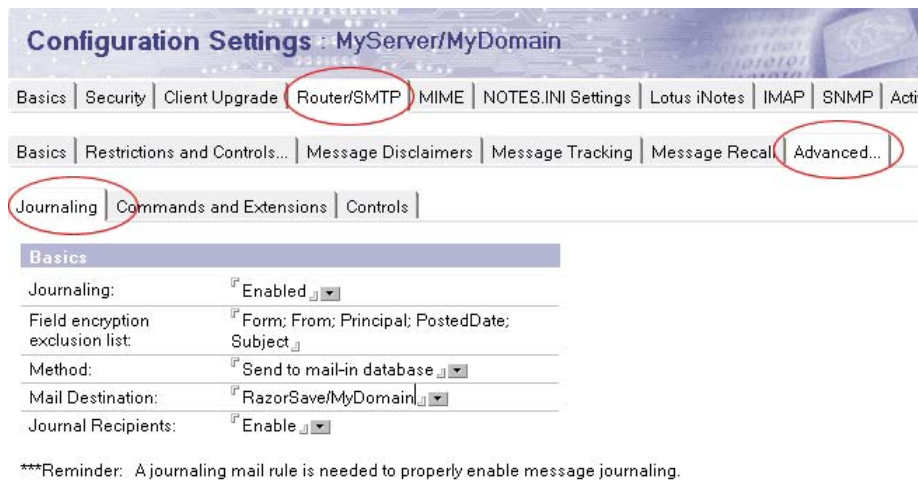 Configuration Settings : MyServer/MyDomain
Basics | Security | Client Upgrade | Router/SMTP | MIME | NOTES.INI Settings | Lotus iNotes | IMAP | SNMP | Acti
Basics | Restrictions and Controls... | Message Disclaimers | Message Tracking | Message Recall | Advanced...
Journaling | Commands and Extensions | Controls
Basics
Journaling: Enabled
Field encryption exclusion list: Form; From; Principal; PostedDate; Subject
Method: Send to mail-in database
Mail Destination: RazorSave/MyDomain
Journal Recipients: Enable
***Reminder: A journaling mail rule is needed to properly enable message journaling.